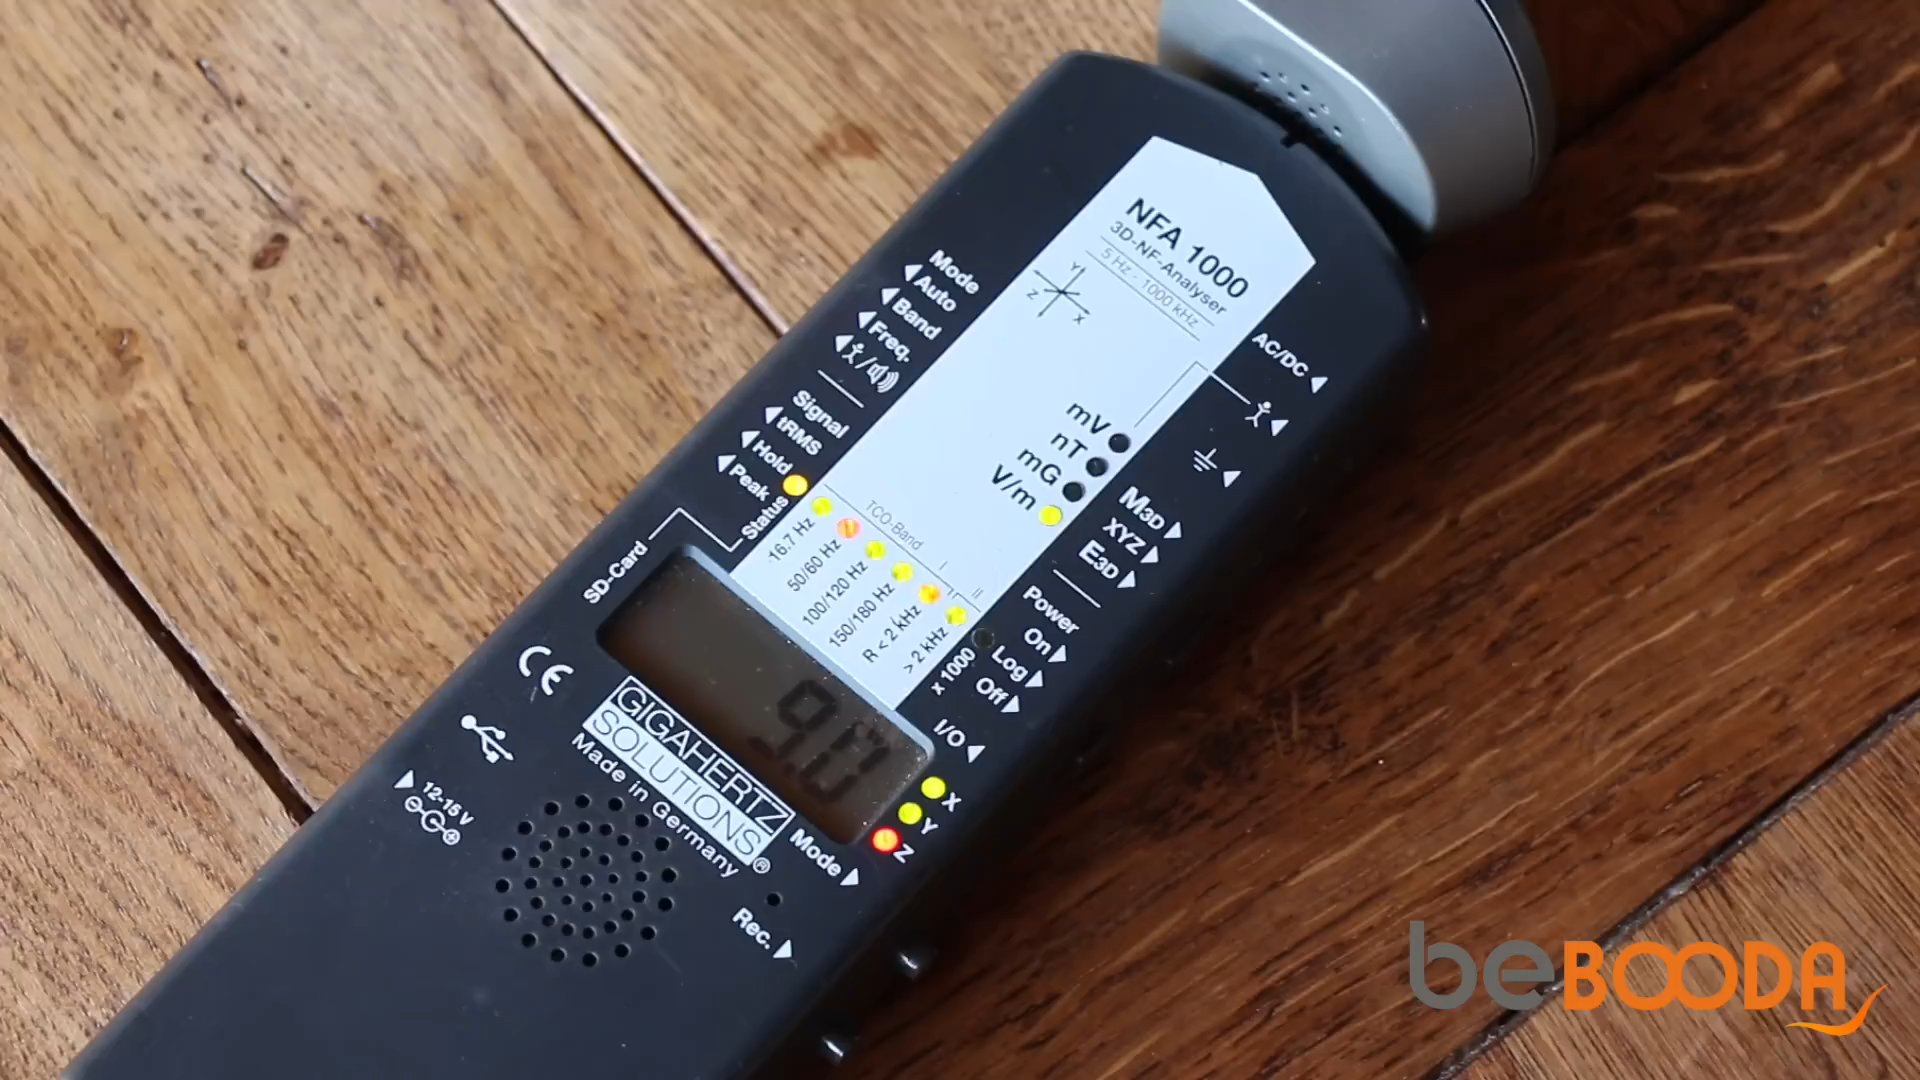 NFA 1000
3D-NF-Analyser
5 Hz - 1000 kHz
Y
Z
X
Mode
Auto
Band
Freq.
/
Signal
tRMS
Hold
Peak
Status
SD-Card
AC/DC
mV
nT
mG
V/m
TCO-Band
I
II
-16.7 Hz
50/60 Hz
100/120 Hz
150/180 Hz
R < 2 kHz
> 2 kHz
x 1000
M3D
XYZ
E3D
Power
On
Log
Off
I/O
9.0
X
Y
Z
CE
GIGAHERTZ
SOLUTIONS®
Made in Germany
12-15 V
Mode
Rec.
beBOODA